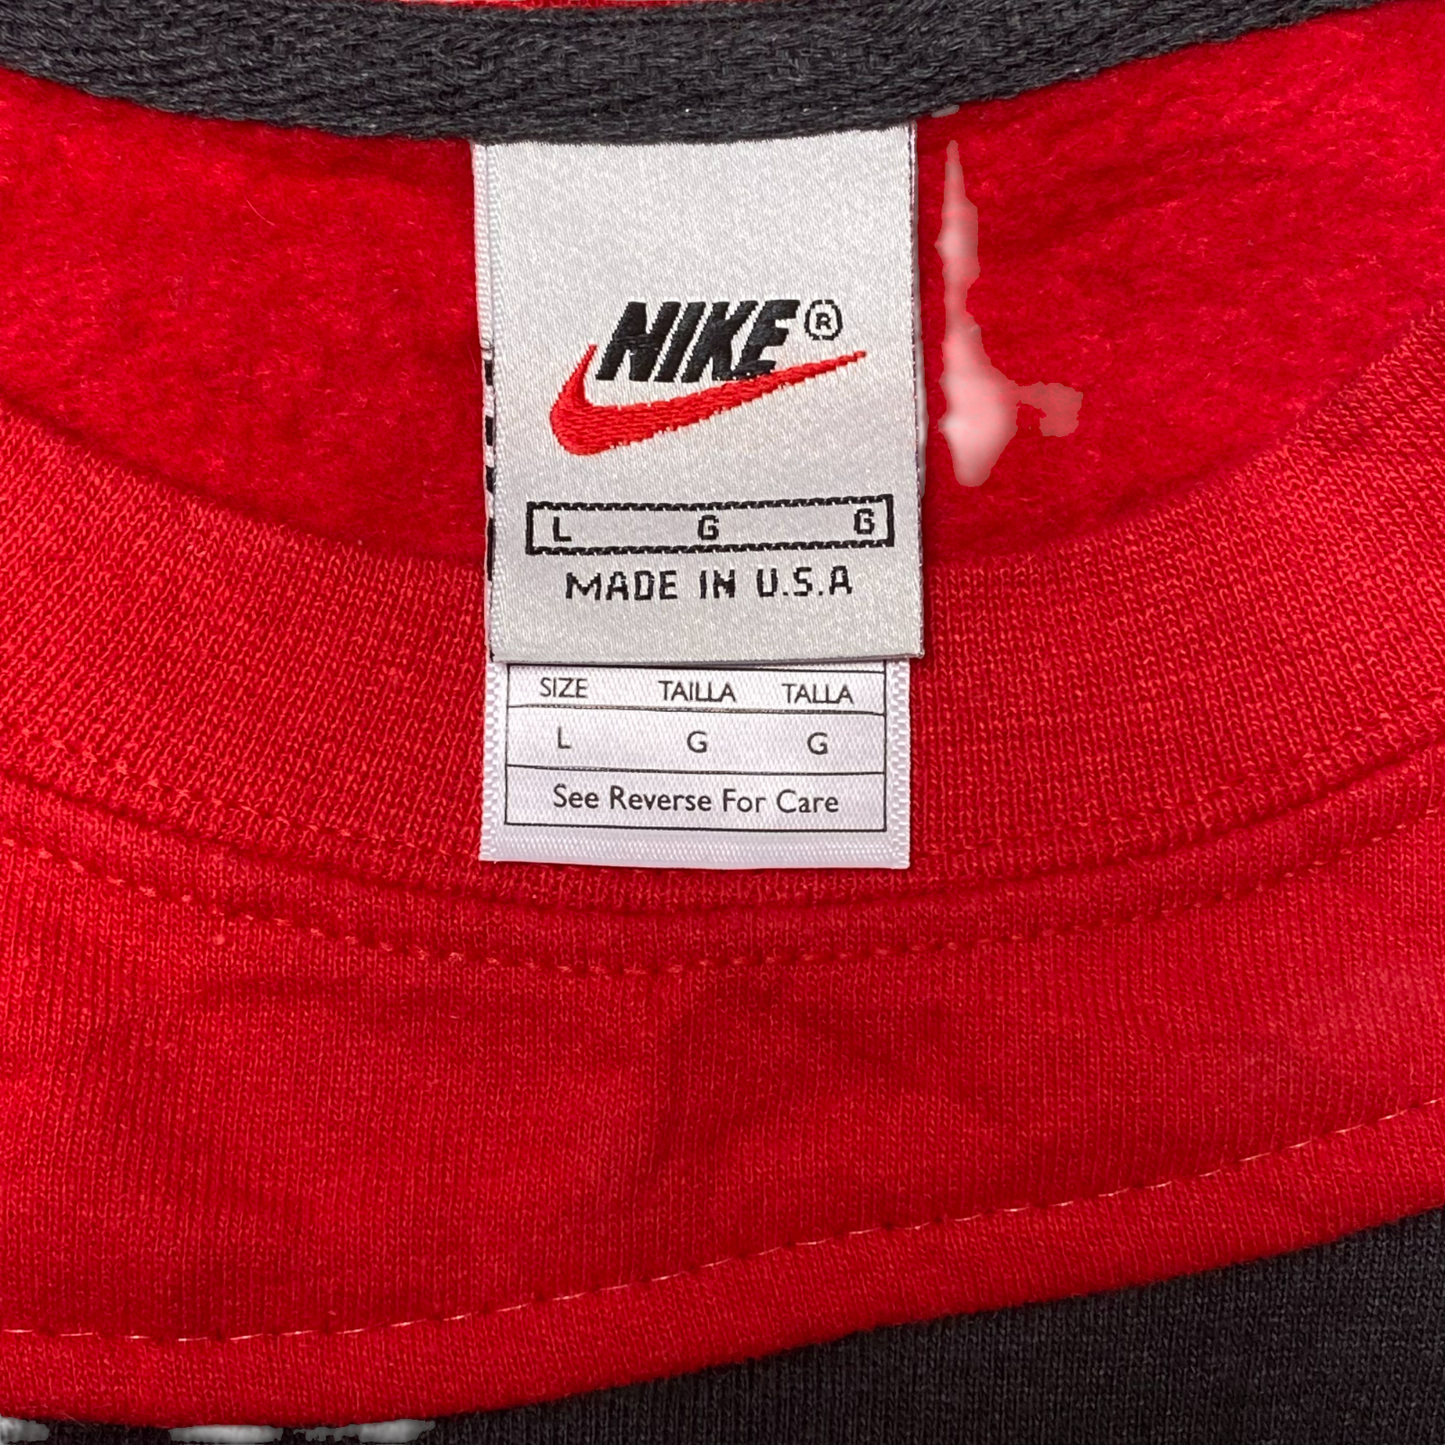 NIKE®
L G G
MADE IN U.S.A
SIZE TAILLA TALLA
L G G
See Reverse For Care